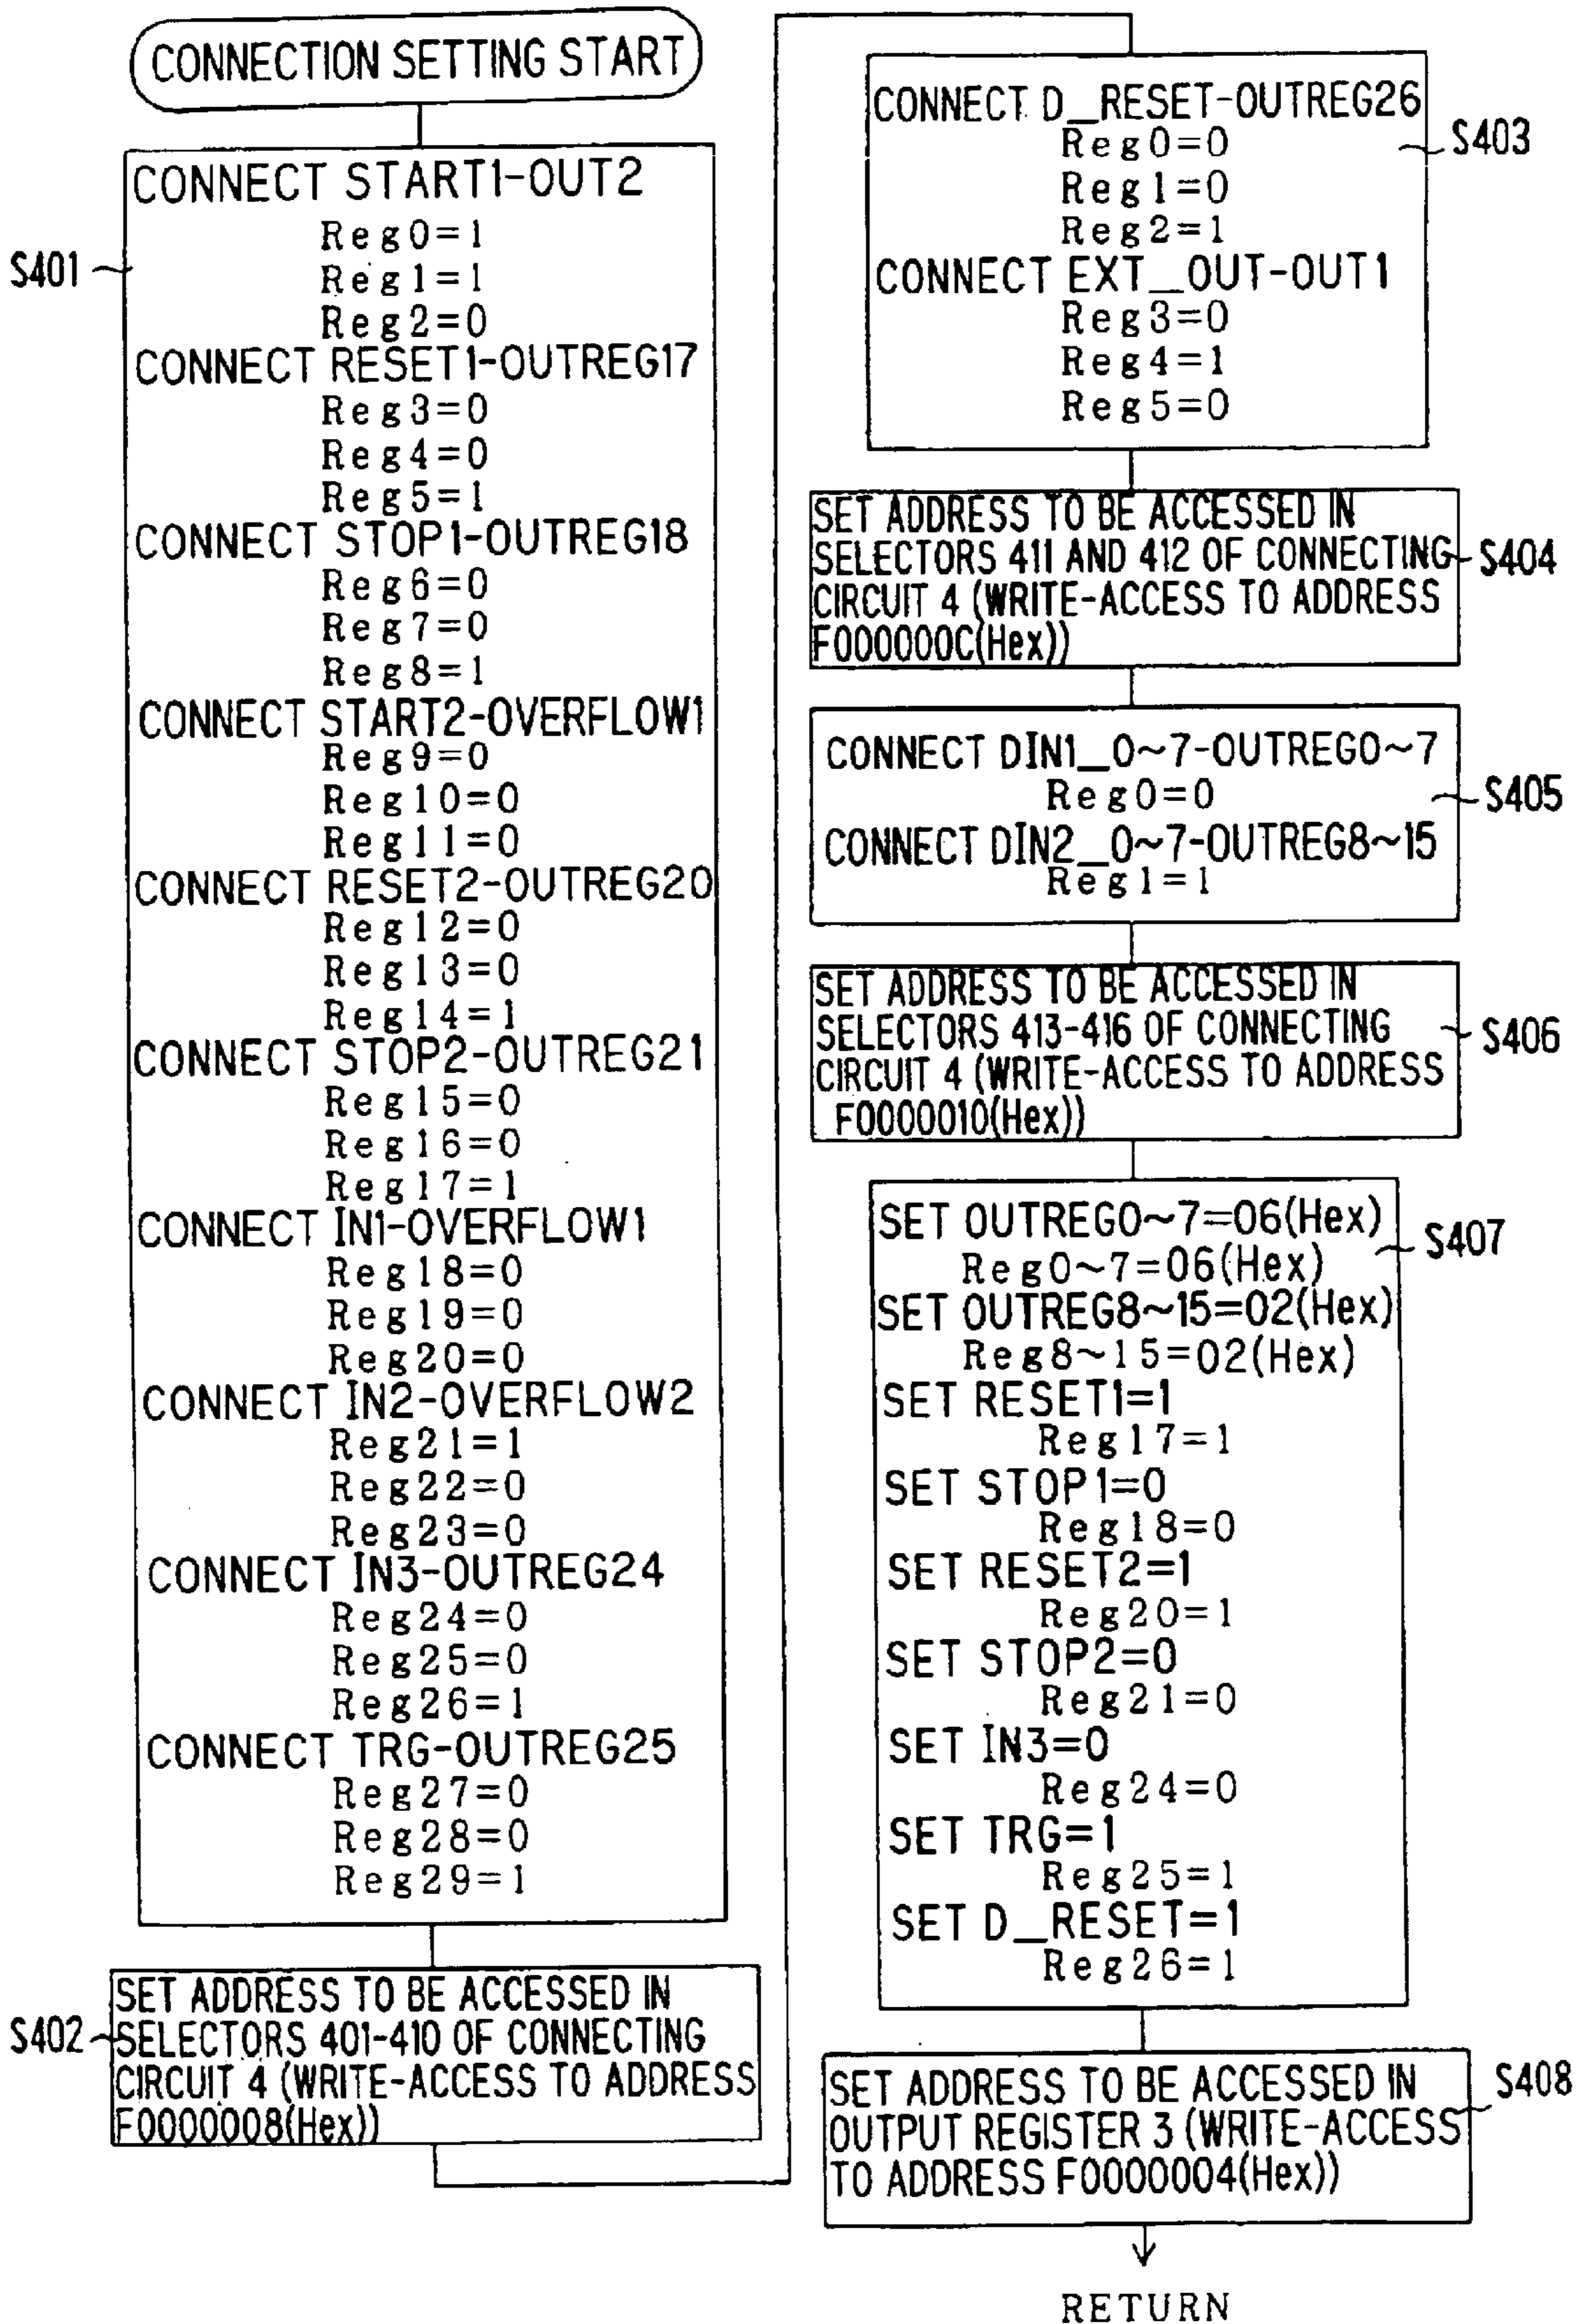 CONNECTION SETTING START
S401
CONNECT START1-OUT2
Reg0=1
Reg1=1
Reg2=0
CONNECT RESET1-OUTREG17
Reg3=0
Reg4=0
Reg5=1
CONNECT STOP1-OUTREG18
Reg6=0
Reg7=0
Reg8=1
CONNECT START2-OVERFLOW1
Reg9=0
Reg10=0
Reg11=0
CONNECT RESET2-OUTREG20
Reg12=0
Reg13=0
Reg14=1
CONNECT STOP2-OUTREG21
Reg15=0
Reg16=0
Reg17=1
CONNECT IN1-OVERFLOW1
Reg18=0
Reg19=0
Reg20=0
CONNECT IN2-OVERFLOW2
Reg21=1
Reg22=0
Reg23=0
CONNECT IN3-OUTREG24
Reg24=0
Reg25=0
Reg26=1
CONNECT TRG-OUTREG25
Reg27=0
Reg28=0
Reg29=1
S402
SET ADDRESS TO BE ACCESSED IN
SELECTORS 401-410 OF CONNECTING
CIRCUIT 4 (WRITE-ACCESS TO ADDRESS
F0000008(Hex))
S403
CONNECT D_RESET-OUTREG26
Reg0=0
Reg1=0
Reg2=1
CONNECT EXT_OUT-OUT1
Reg3=0
Reg4=1
Reg5=0
S404
SET ADDRESS TO BE ACCESSED IN
SELECTORS 411 AND 412 OF CONNECTING
CIRCUIT 4 (WRITE-ACCESS TO ADDRESS
F000000C(Hex))
S405
CONNECT DIN1_0~7-OUTREG0~7
Reg0=0
CONNECT DIN2_0~7-OUTREG8~15
Reg1=1
S406
SET ADDRESS TO BE ACCESSED IN
SELECTORS 413-416 OF CONNECTING
CIRCUIT 4 (WRITE-ACCESS TO ADDRESS
F0000010(Hex))
S407
SET OUTREG0~7=06(Hex)
Reg0~7=06(Hex)
SET OUTREG8~15=02(Hex)
Reg8~15=02(Hex)
SET RESET1=1
Reg17=1
SET STOP1=0
Reg18=0
SET RESET2=1
Reg20=1
SET STOP2=0
Reg21=0
SET IN3=0
Reg24=0
SET TRG=1
Reg25=1
SET D_RESET=1
Reg26=1
S408
SET ADDRESS TO BE ACCESSED IN
OUTPUT REGISTER 3 (WRITE-ACCESS
TO ADDRESS F0000004(Hex))
RETURN